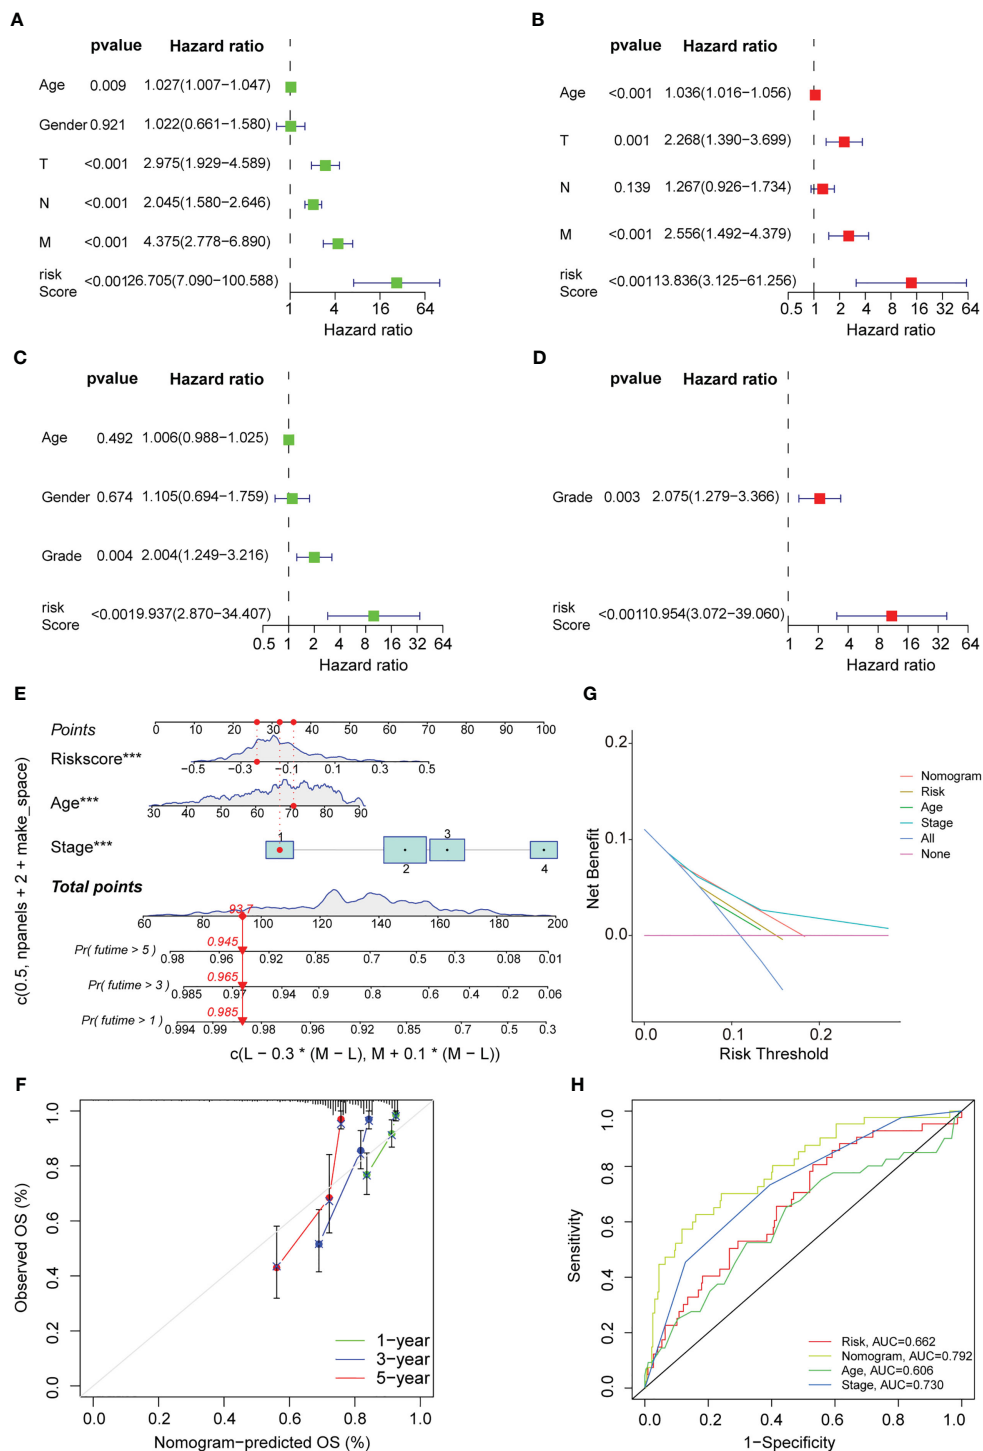 A
pvalue Hazard ratio
Age 0.009 1.027(1.007−1.047)
Gender 0.921 1.022(0.661−1.580)
T <0.001 2.975(1.929−4.589)
N <0.001 2.045(1.580−2.646)
M <0.001 4.375(2.778−6.890)
risk Score <0.001 26.705(7.090−100.588)
1 4 16 64
Hazard ratio
B
pvalue Hazard ratio
Age <0.001 1.036(1.016−1.056)
T 0.001 2.268(1.390−3.699)
N 0.139 1.267(0.926−1.734)
M <0.001 2.556(1.492−4.379)
risk Score <0.001 13.836(3.125−61.256)
0.5 1 2 4 8 16 32 64
Hazard ratio
C
pvalue Hazard ratio
Age 0.492 1.006(0.988−1.025)
Gender 0.674 1.105(0.694−1.759)
Grade 0.004 2.004(1.249−3.216)
risk Score <0.001 9.937(2.870−34.407)
0.5 1 2 4 8 16 32 64
Hazard ratio
D
pvalue Hazard ratio
Grade 0.003 2.075(1.279−3.366)
risk Score <0.001 10.954(3.072−39.060)
1 2 4 8 16 32 64
Hazard ratio
E
c(0.5, npanels + 2 + make_space)
Points
0 10 20 30 40 50 60 70 80 90 100
Riskscore***
−0.5 −0.3 −0.1 0.1 0.3 0.5
Age***
30 40 50 60 70 80 90
Stage***
1 2 3 4
Total points
93.7
60 80 100 120 140 160 180 200
0.945
Pr( futime > 5 )
0.98 0.96 0.92 0.85 0.7 0.5 0.3 0.08 0.01
0.965
Pr( futime > 3 )
0.985 0.97 0.94 0.9 0.8 0.6 0.4 0.2 0.06
0.985
Pr( futime > 1 )
0.994 0.99 0.98 0.96 0.92 0.85 0.7 0.5 0.3
c(L − 0.3 * (M − L), M + 0.1 * (M − L))
G
Net Benefit
0.2
0.1
0.0
0.0 0.1 0.2
Risk Threshold
Nomogram
Risk
Age
Stage
All
None
F
Observed OS (%)
0.0 0.2 0.4 0.6 0.8 1.0
0.0 0.2 0.4 0.6 0.8 1.0
Nomogram−predicted OS (%)
1−year
3−year
5−year
H
Sensitivity
0.0 0.2 0.4 0.6 0.8 1.0
0.0 0.2 0.4 0.6 0.8 1.0
1−Specificity
Risk, AUC=0.662
Nomogram, AUC=0.792
Age, AUC=0.606
Stage, AUC=0.730